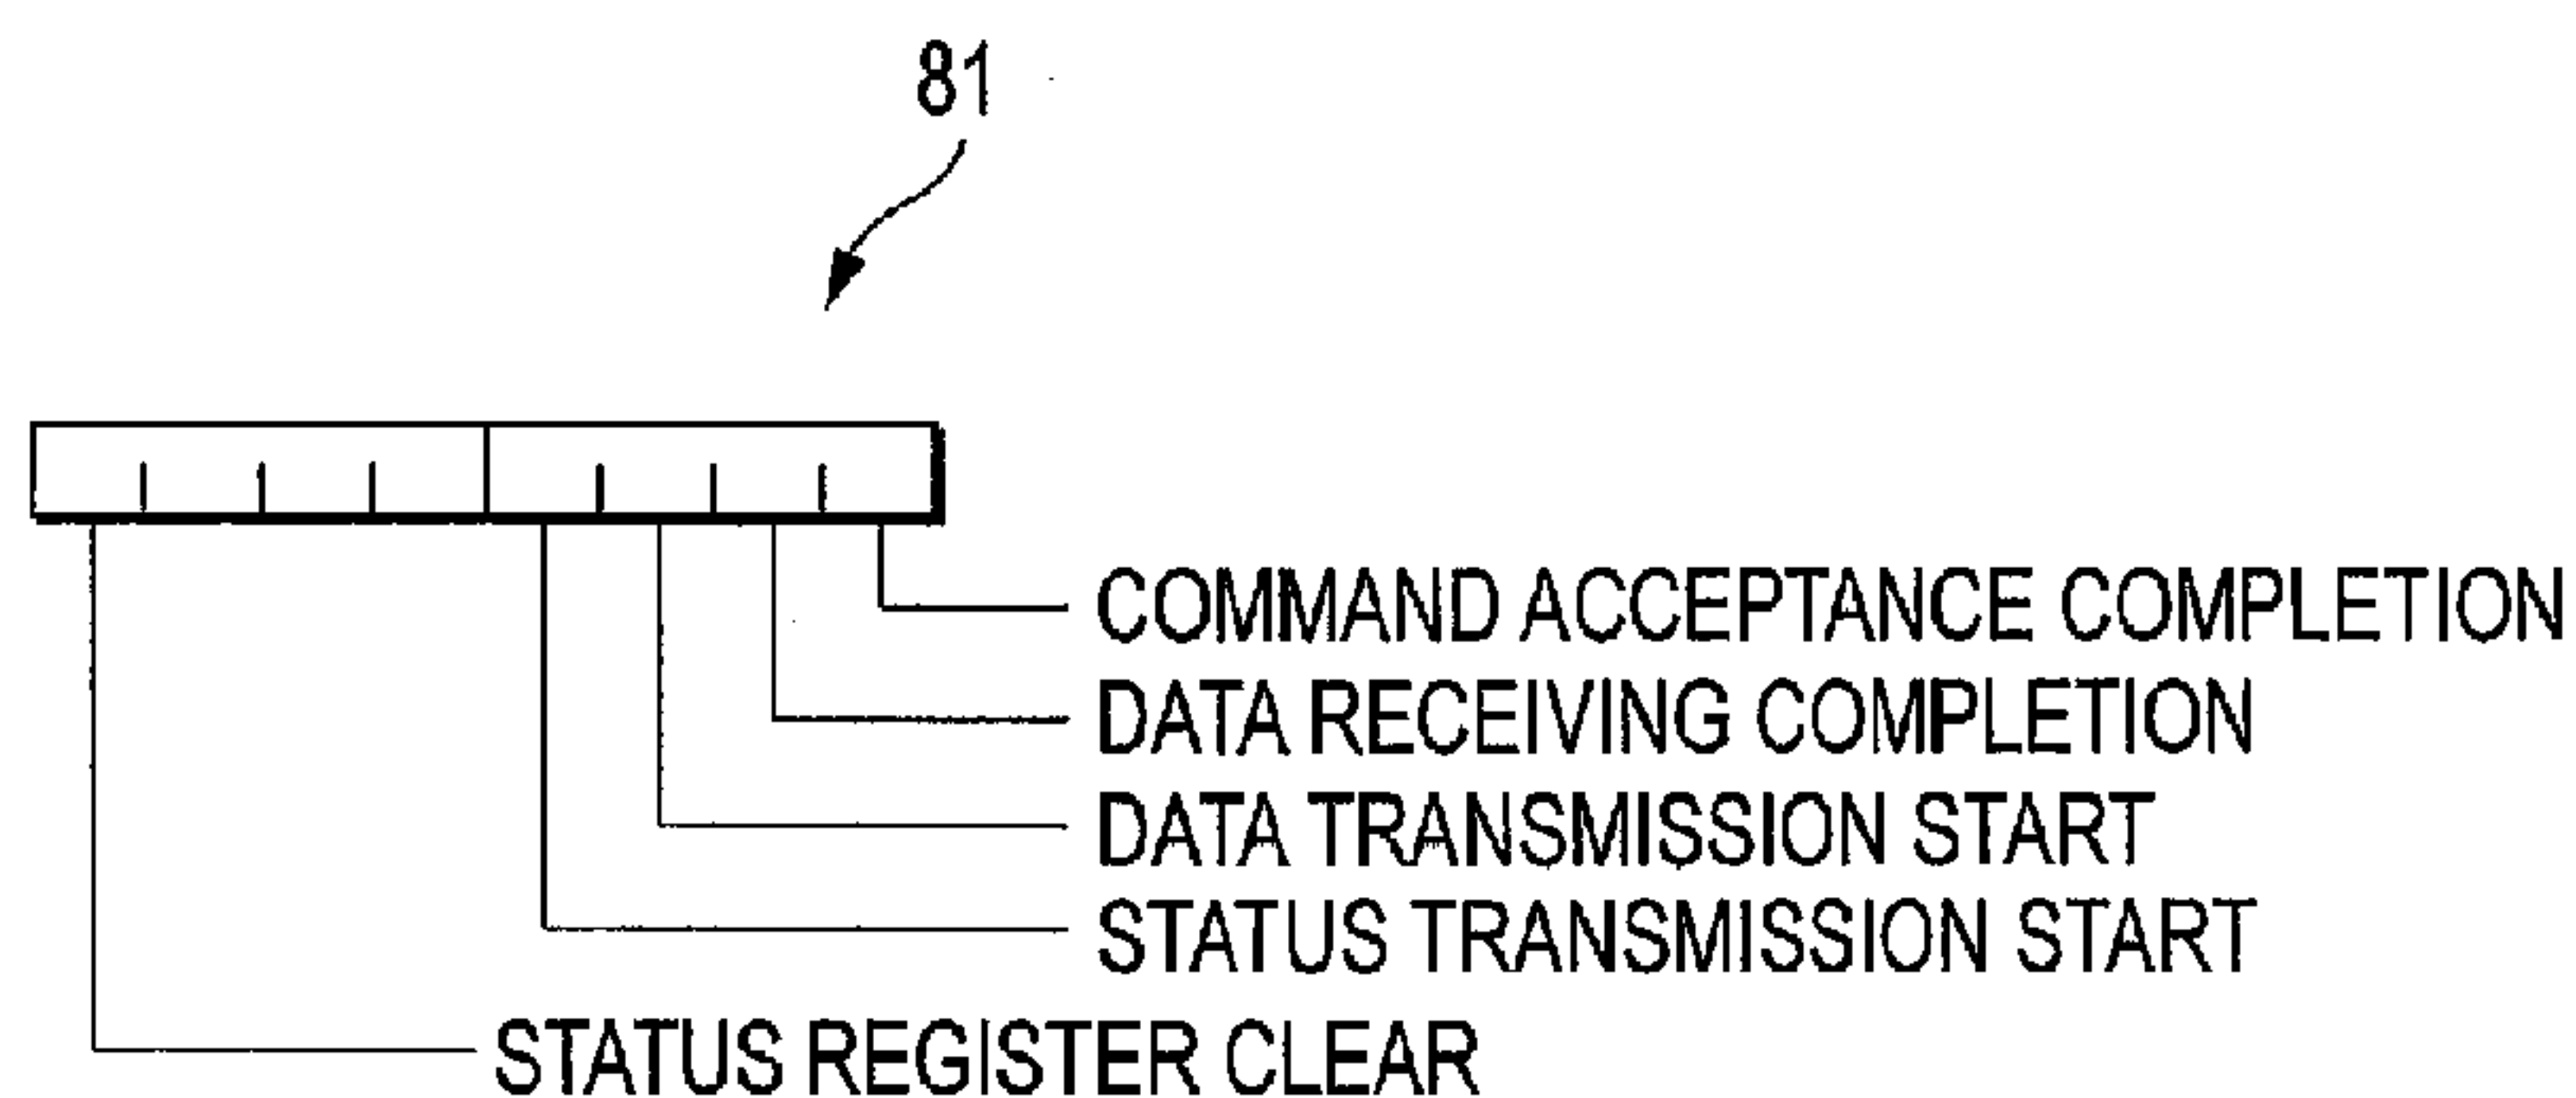 81
COMMAND ACCEPTANCE COMPLETION
DATA RECEIVING COMPLETION
DATA TRANSMISSION START
STATUS TRANSMISSION START
STATUS REGISTER CLEAR